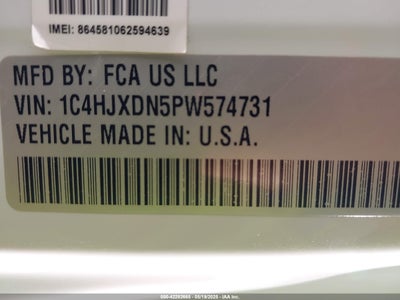 IMEI: 864581062594639
MFD BY: FCA US LLC
VIN: 1C4HJXDN5PW574731
VEHICLE MADE IN: U.S.A.